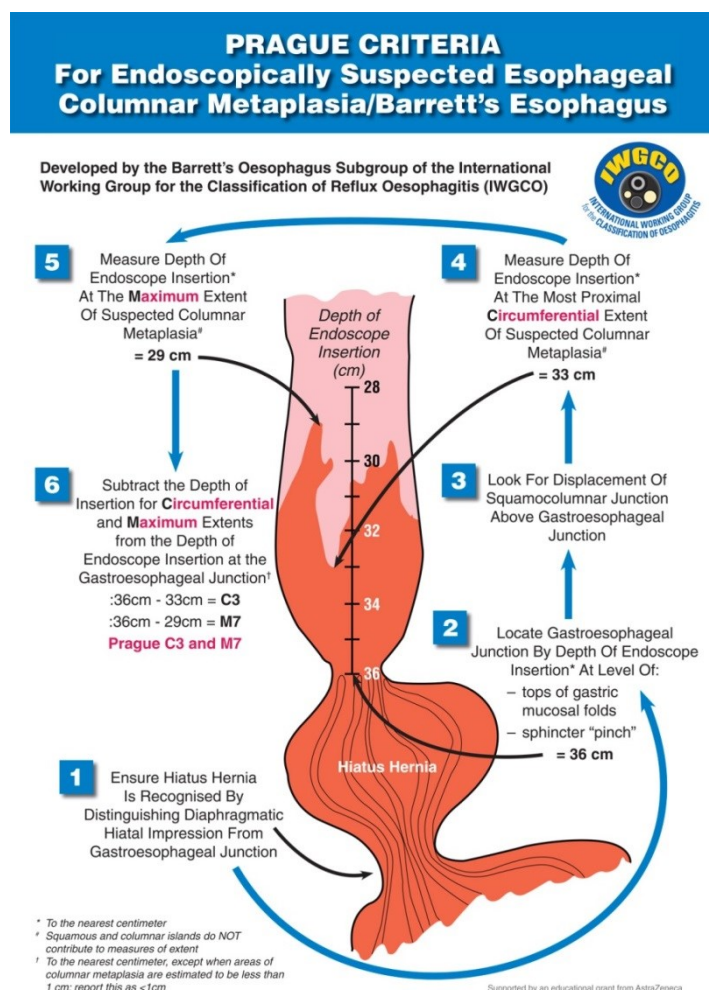 PRAGUE CRITERIA
For Endoscopically Suspected Esophageal
Columnar Metaplasia/Barrett's Esophagus
Developed by the Barrett's Oesophagus Subgroup of the International
Working Group for the Classification of Reflux Oesophagitis (IWGCO)
IWGCO
INTERNATIONAL WORKING GROUP
for the CLASSIFICATION OF OESOPHAGITIS
1
Ensure Hiatus Hernia
Is Recognised By
Distinguishing Diaphragmatic
Hiatal Impression From
Gastroesophageal Junction
2
Locate Gastroesophageal
Junction By Depth Of Endoscope
Insertion* At Level Of:
– tops of gastric
mucosal folds
– sphincter "pinch"
= 36 cm
3
Look For Displacement Of
Squamocolumnar Junction
Above Gastroesophageal
Junction
4
Measure Depth Of
Endoscope Insertion*
At The Most Proximal
Circumferential Extent
Of Suspected Columnar
Metaplasia#
= 33 cm
5
Measure Depth Of
Endoscope Insertion*
At The Maximum Extent
Of Suspected Columnar
Metaplasia#
= 29 cm
6
Subtract the Depth of
Insertion for Circumferential
and Maximum Extents
from the Depth of
Endoscope Insertion at the
Gastroesophageal Junction†
:36cm - 33cm = C3
:36cm - 29cm = M7
Prague C3 and M7
Depth of
Endoscope
Insertion
(cm)
28
30
32
34
36
Hiatus Hernia
* To the nearest centimeter
# Squamous and columnar islands do NOT
contribute to measures of extent
† To the nearest centimeter, except when areas of
columnar metaplasia are estimated to be less than
1 cm: report this as <1cm
Supported by an educational grant from AstraZeneca